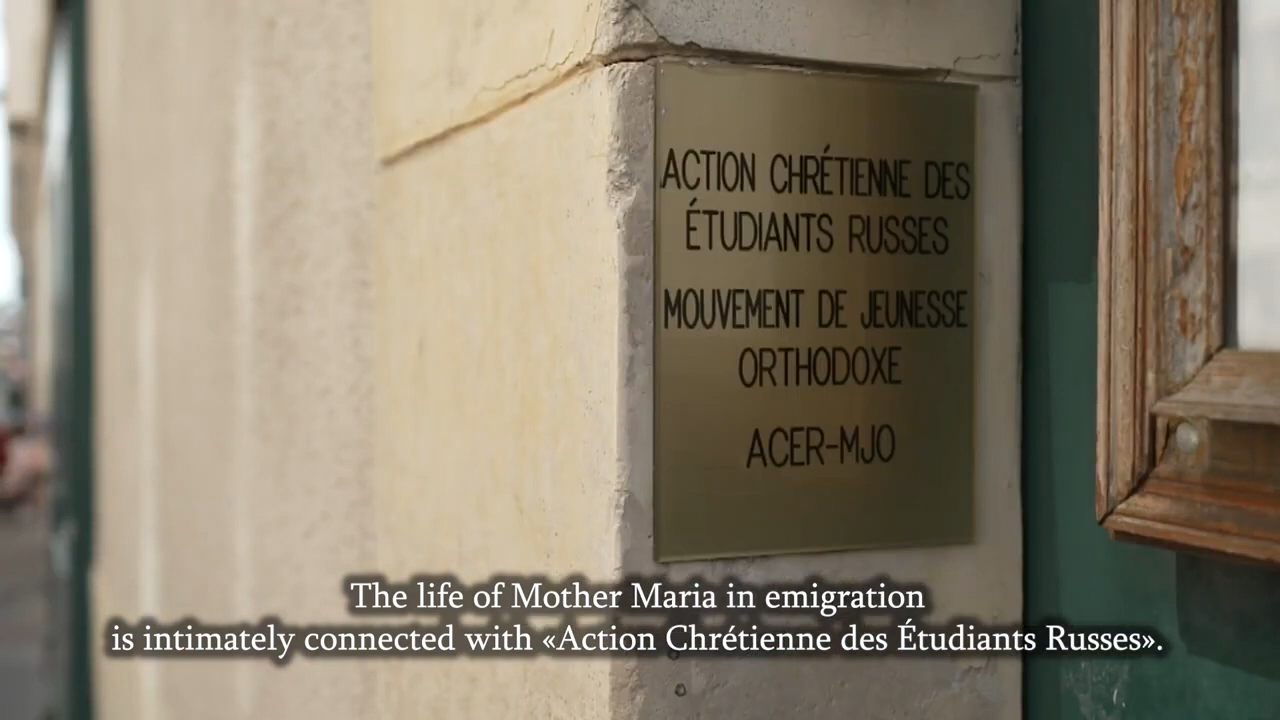 ACTION CHRÉTIENNE DES
ÉTUDIANTS RUSSES
MOUVEMENT DE JEUNESSE
ORTHODOXE
ACER-MJO
The life of Mother Maria in emigration
is intimately connected with «Action Chrétienne des Étudiants Russes».